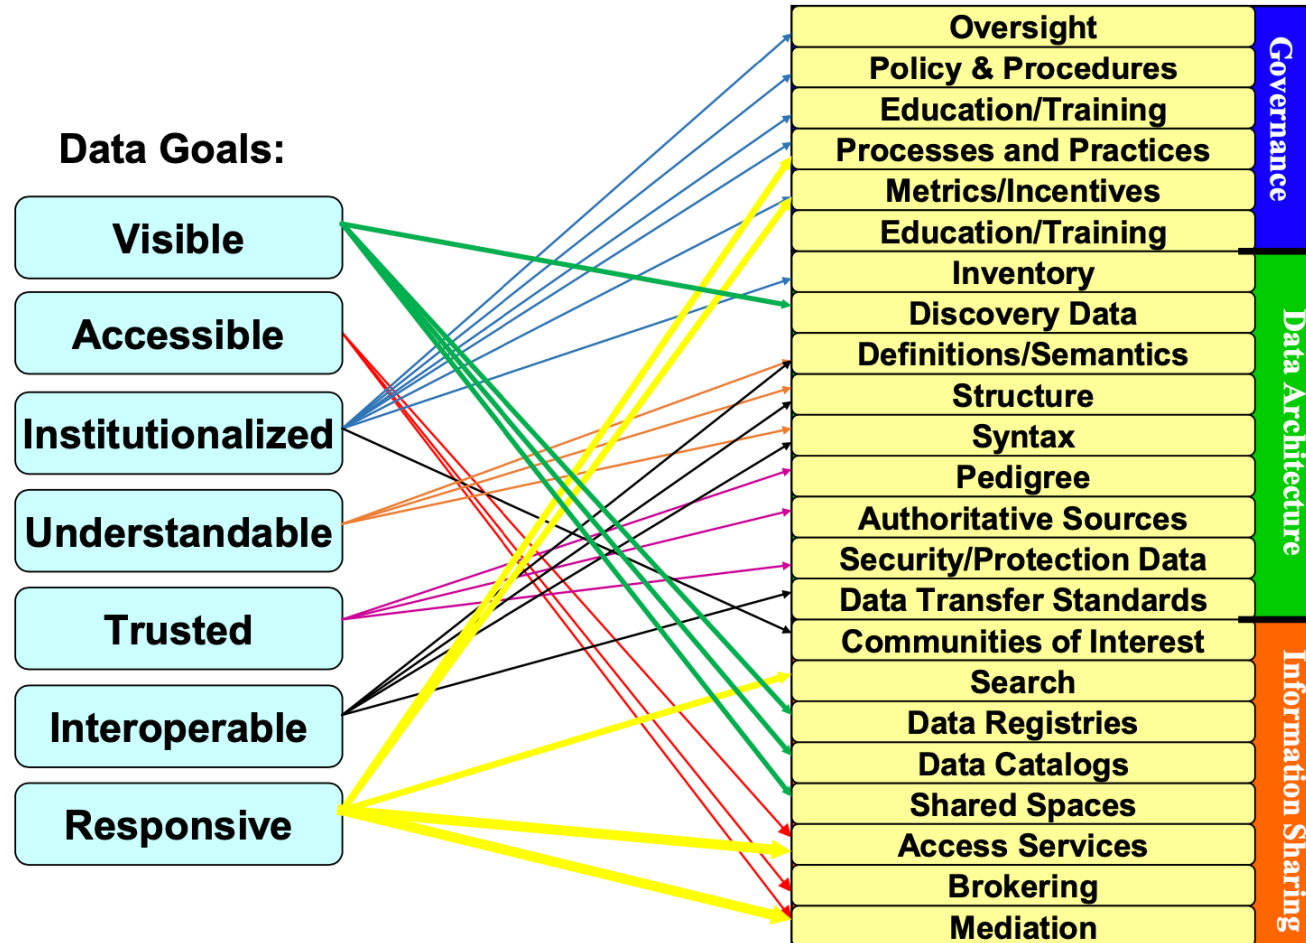 Data Goals:
Visible
Accessible
Institutionalized
Understandable
Trusted
Interoperable
Responsive
Oversight
Policy & Procedures
Education/Training
Processes and Practices
Metrics/Incentives
Education/Training
Inventory
Discovery Data
Definitions/Semantics
Structure
Syntax
Pedigree
Authoritative Sources
Security/Protection Data
Data Transfer Standards
Communities of Interest
Search
Data Registries
Data Catalogs
Shared Spaces
Access Services
Brokering
Mediation
Governance
Data Architecture
Information Sharing